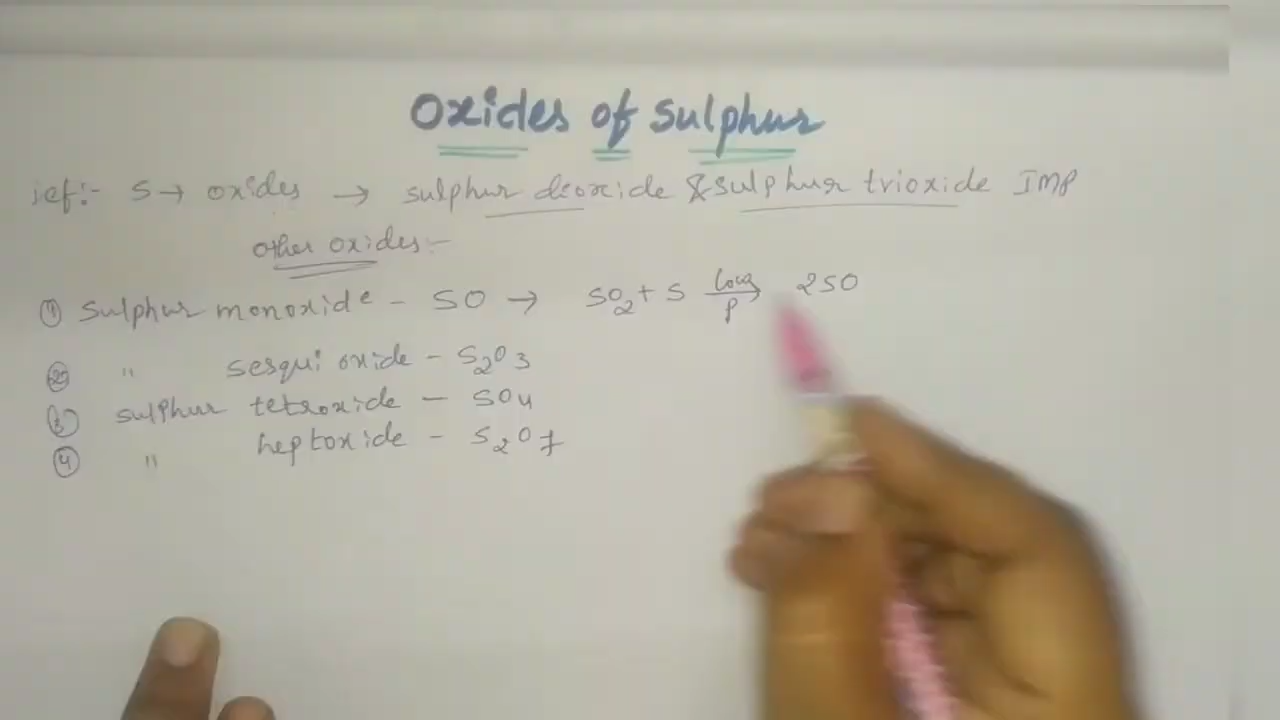 Oxides of sulphur
ief:- S → oxides → sulphur dioxide & sulphur trioxide IMP
other oxides:-
① sulphur monoxide - SO → SO₂ + S low/P → 2SO
② " sesqui oxide - S₂O₃
③ sulphur tetroxide - SO₄
④ " heptoxide - S₂O₇